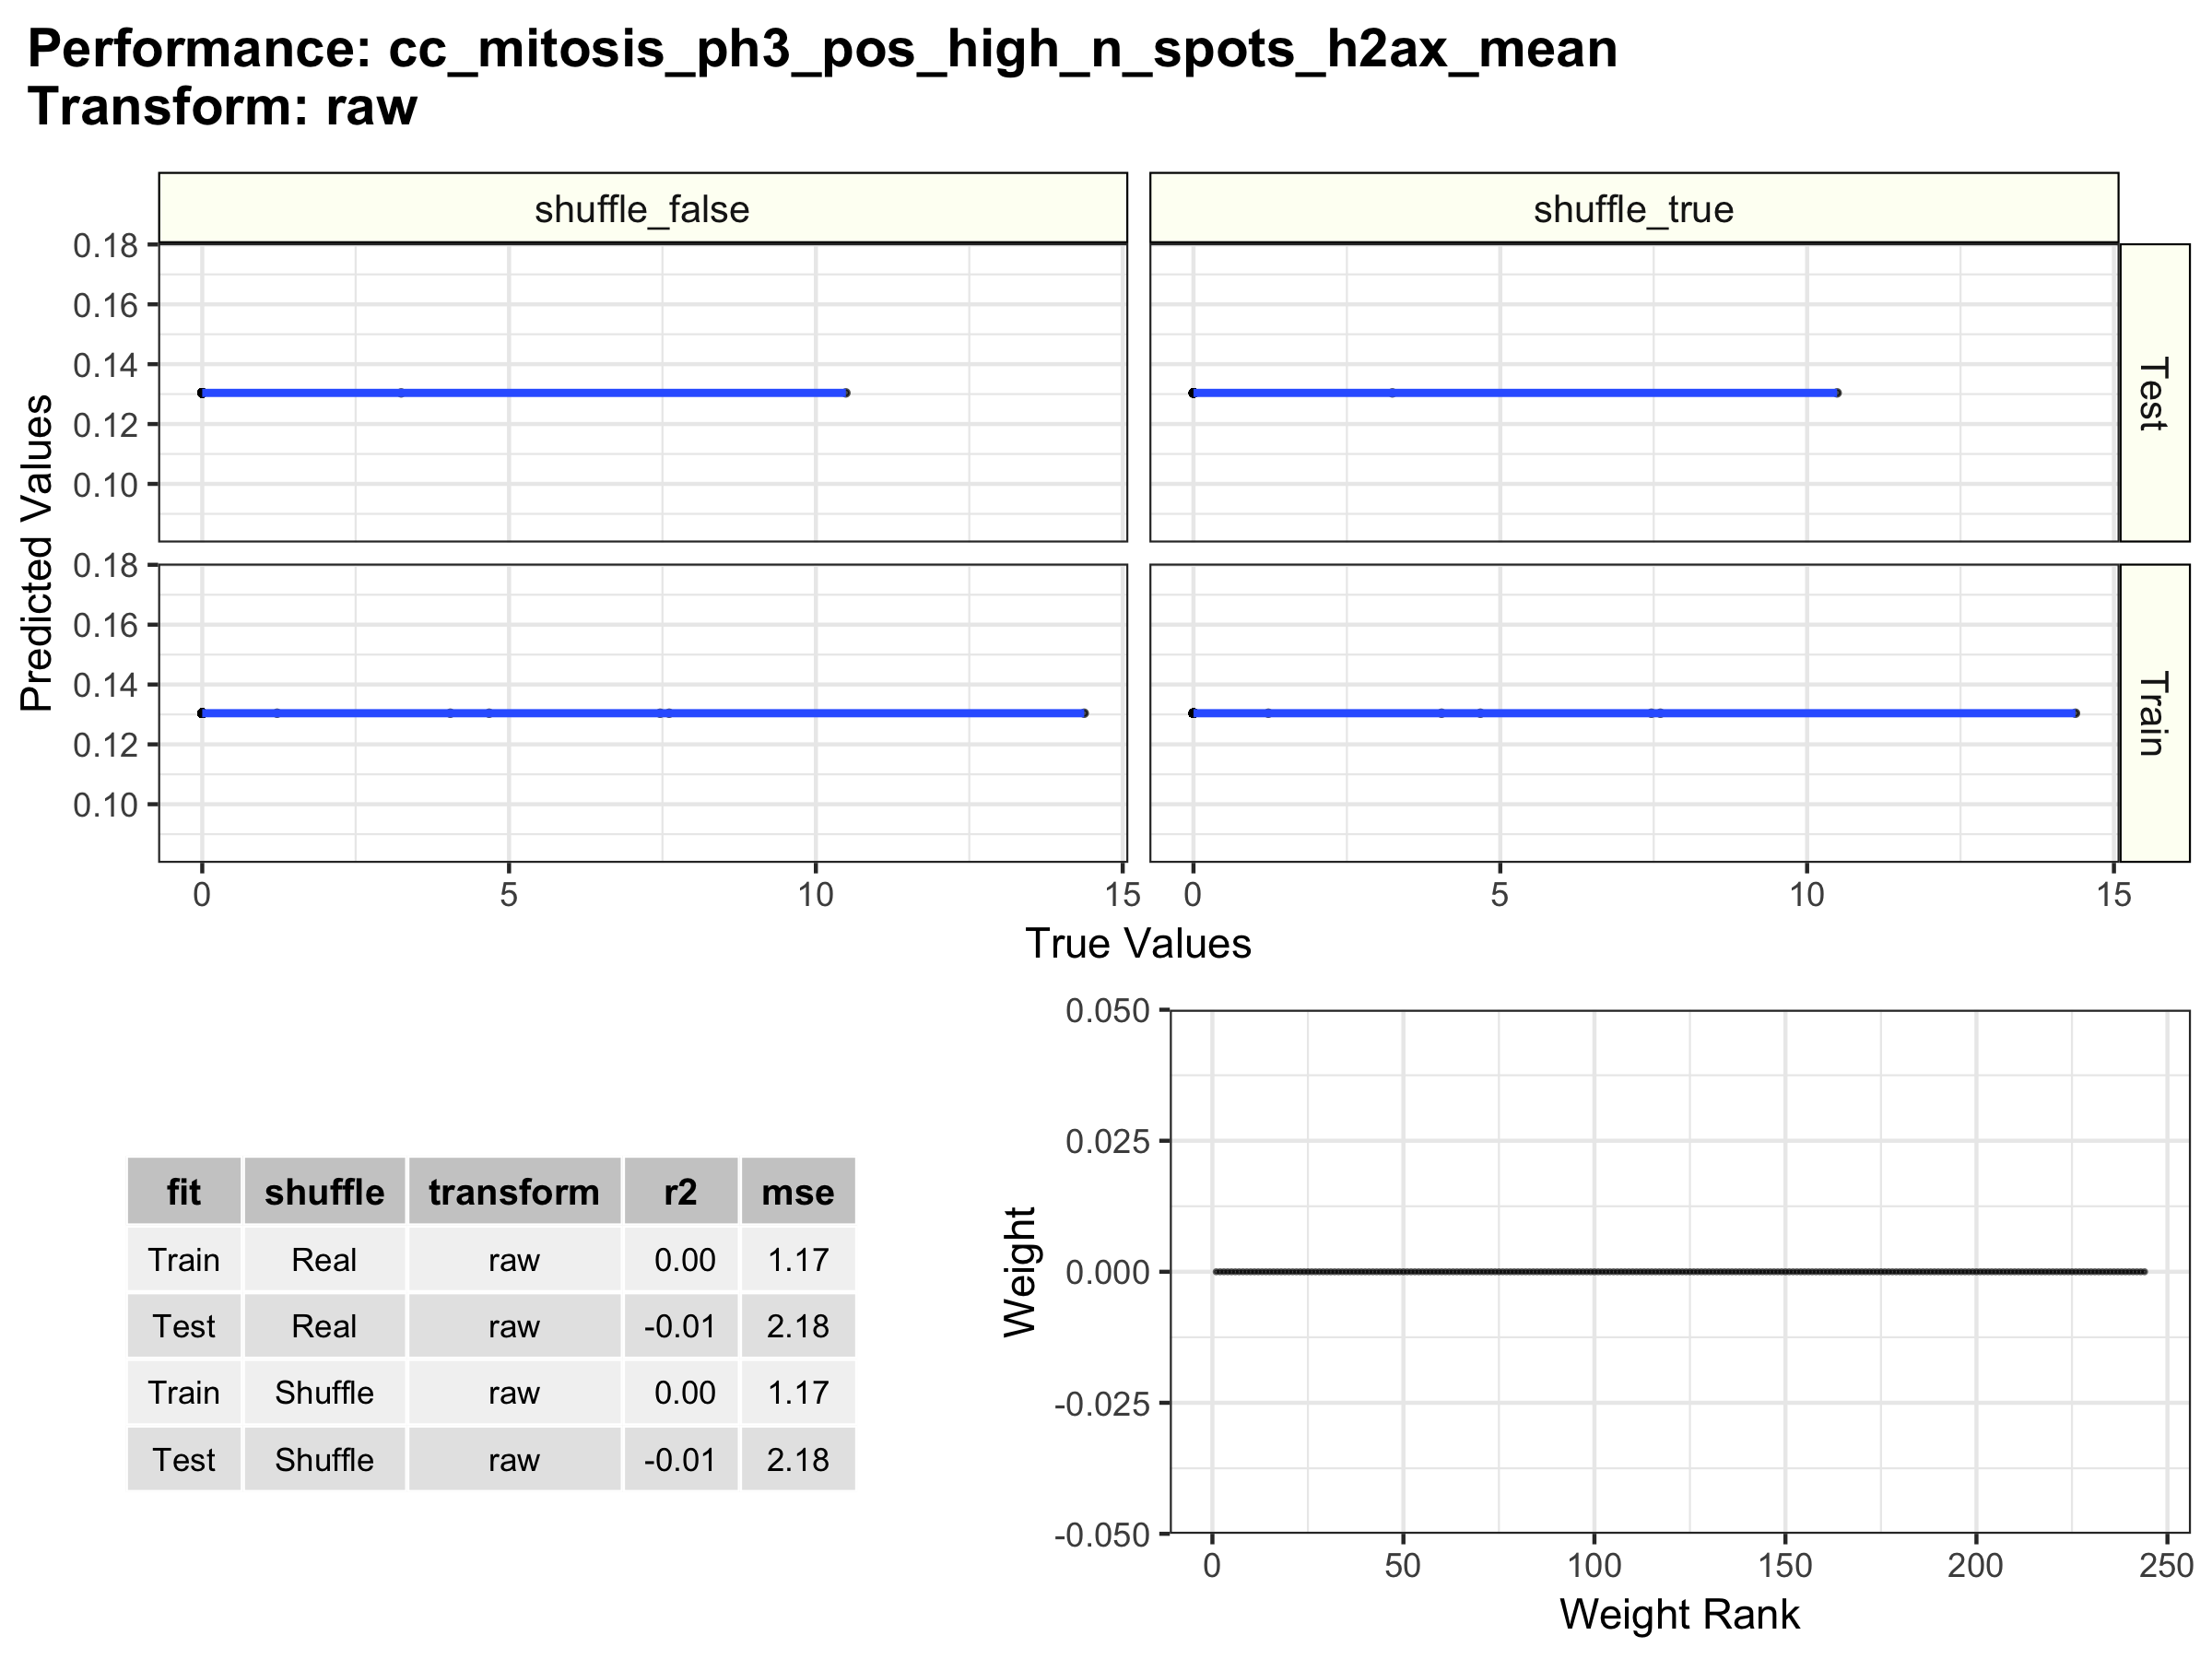 Performance: cc_mitosis_ph3_pos_high_n_spots_h2ax_mean
Transform: raw
shuffle_false
shuffle_true
0.18
0.16
0.14
0.12
0.10
Test
0.18
0.16
0.14
0.12
0.10
Train
Predicted Values
0 5 10 15
0 5 10 15
True Values
fit shuffle transform r2 mse
Train Real raw 0.00 1.17
Test Real raw -0.01 2.18
Train Shuffle raw 0.00 1.17
Test Shuffle raw -0.01 2.18
0.050
0.025
0.000
-0.025
-0.050
Weight
0 50 100 150 200 250
Weight Rank